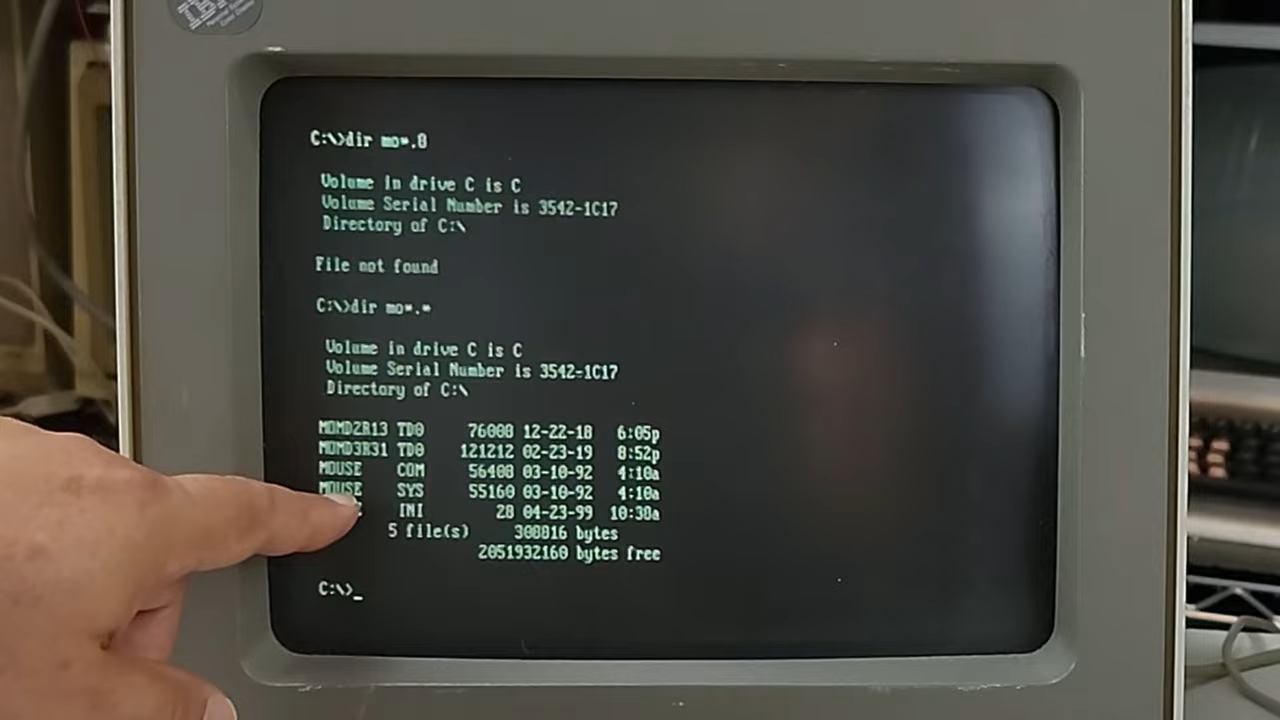 IBM
C:\>dir mo*.8
Volume in drive C is C
Volume Serial Number is 3542-1C17
Directory of C:\
File not found
C:\>dir mo*.*
Volume in drive C is C
Volume Serial Number is 3542-1C17
Directory of C:\
MOMD2R13 TD0 76008 12-22-18 6:05p
MOMD3R31 TD0 121212 02-23-19 8:52p
MOUSE COM 56408 03-10-92 4:10a
MOUSE SYS 55160 03-10-92 4:10a
INI 28 04-23-99 10:30a
5 file(s) 308816 bytes
2051932160 bytes free
C:\>_